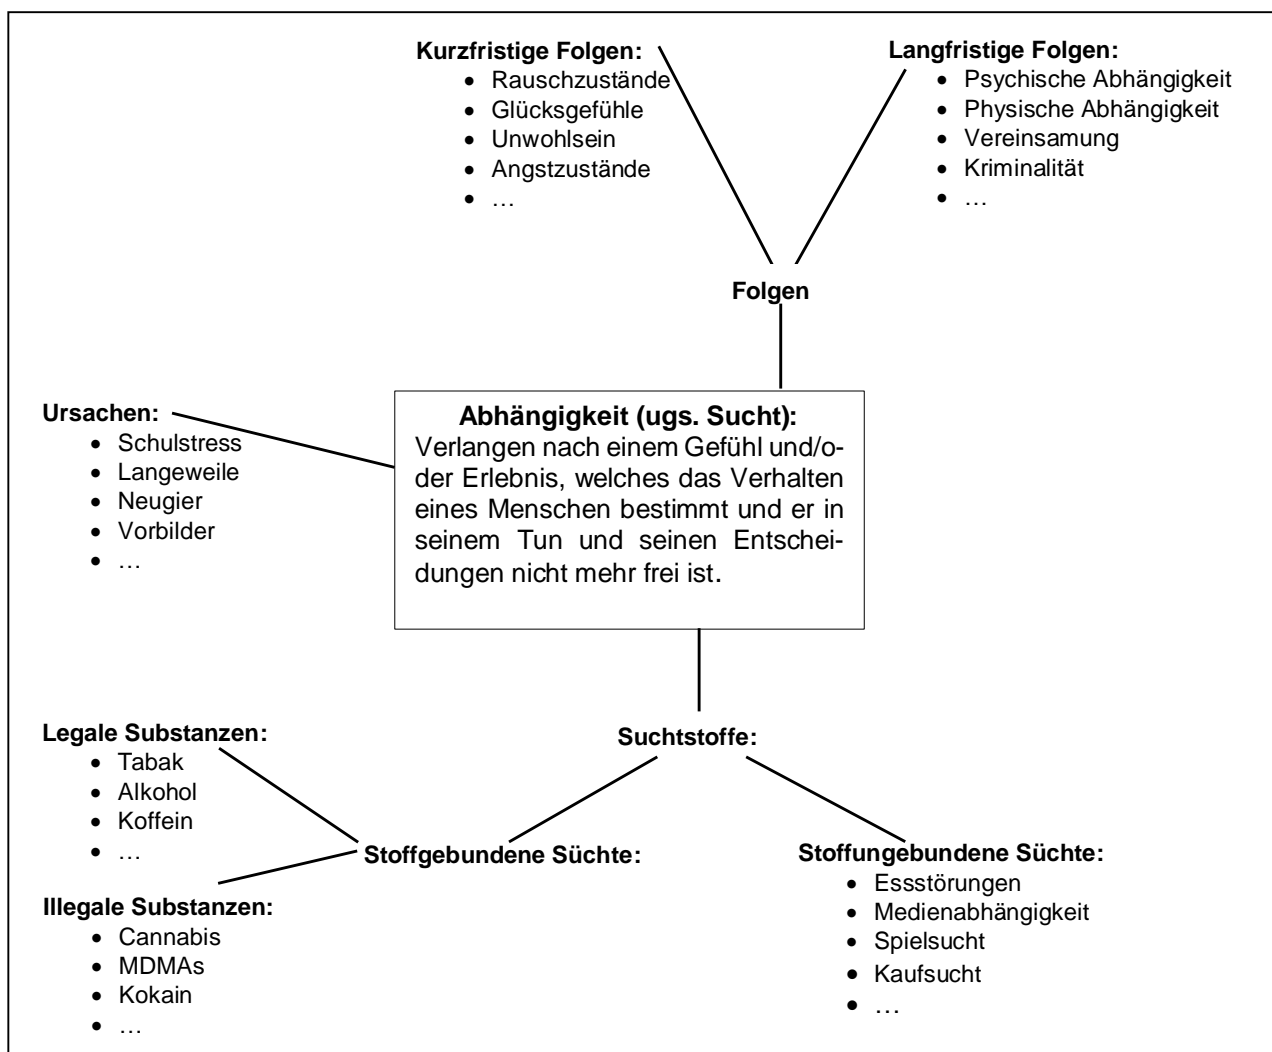 Kurzfristige Folgen:
• Rauschzustände
• Glücksgefühle
• Unwohlsein
• Angstzustände
• …
Langfristige Folgen:
• Psychische Abhängigkeit
• Physische Abhängigkeit
• Vereinsamung
• Kriminalität
• …
Folgen
Ursachen:
• Schulstress
• Langeweile
• Neugier
• Vorbilder
• …
Abhängigkeit (ugs. Sucht):
Verlangen nach einem Gefühl und/o-
der Erlebnis, welches das Verhalten
eines Menschen bestimmt und er in
seinem Tun und seinen Entschei-
dungen nicht mehr frei ist.
Suchtstoffe:
Legale Substanzen:
• Tabak
• Alkohol
• Koffein
• …
Stoffgebundene Süchte:
Illegale Substanzen:
• Cannabis
• MDMAs
• Kokain
• …
Stoffungebundene Süchte:
• Essstörungen
• Medienabhängigkeit
• Spielsucht
• Kaufsucht
• …